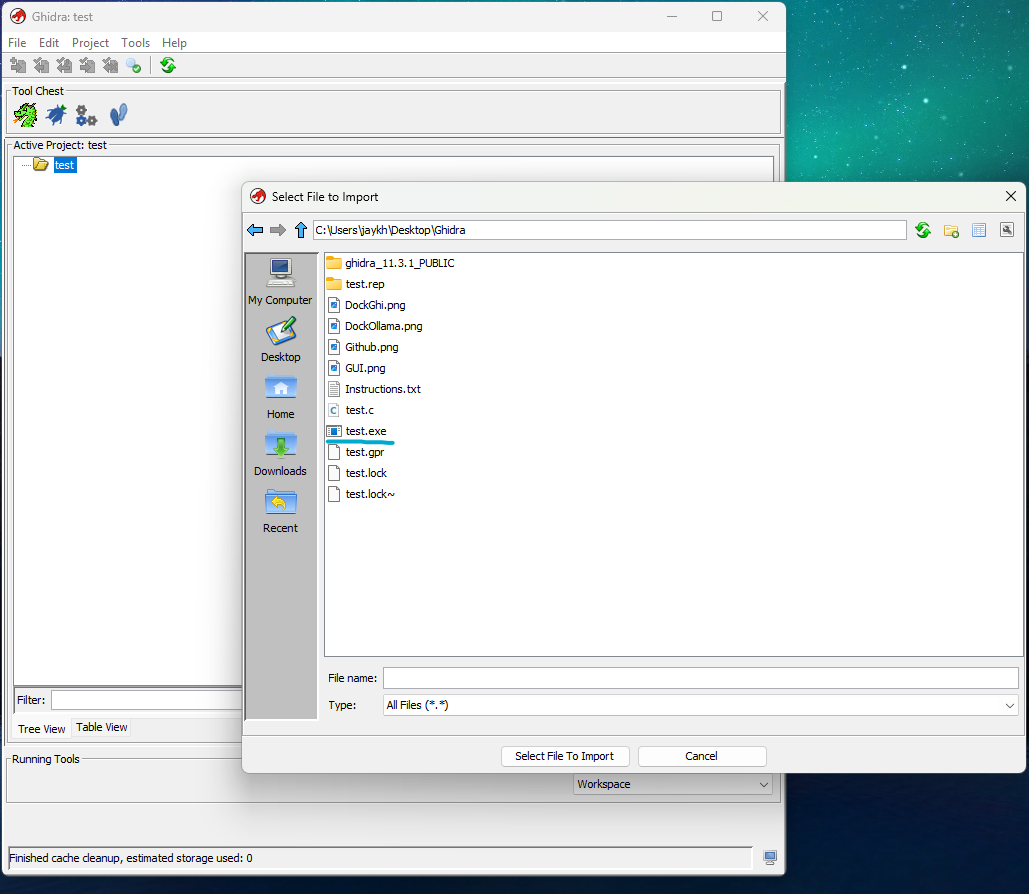 Ghidra: test
File Edit Project Tools Help
Tool Chest
Active Project: test
test
Select File to Import
C:\Users\jaykh\Desktop\Ghidra
My Computer
Desktop
Home
Downloads
Recent
ghidra_11.3.1_PUBLIC
test.rep
DockGhi.png
DockOllama.png
Github.png
GUI.png
Instructions.txt
test.c
test.exe
test.gpr
test.lock
test.lock~
File name:
Type: All Files (*.*)
Select File To Import Cancel
Filter:
Tree View Table View
Running Tools
Workspace
Finished cache cleanup, estimated storage used: 0